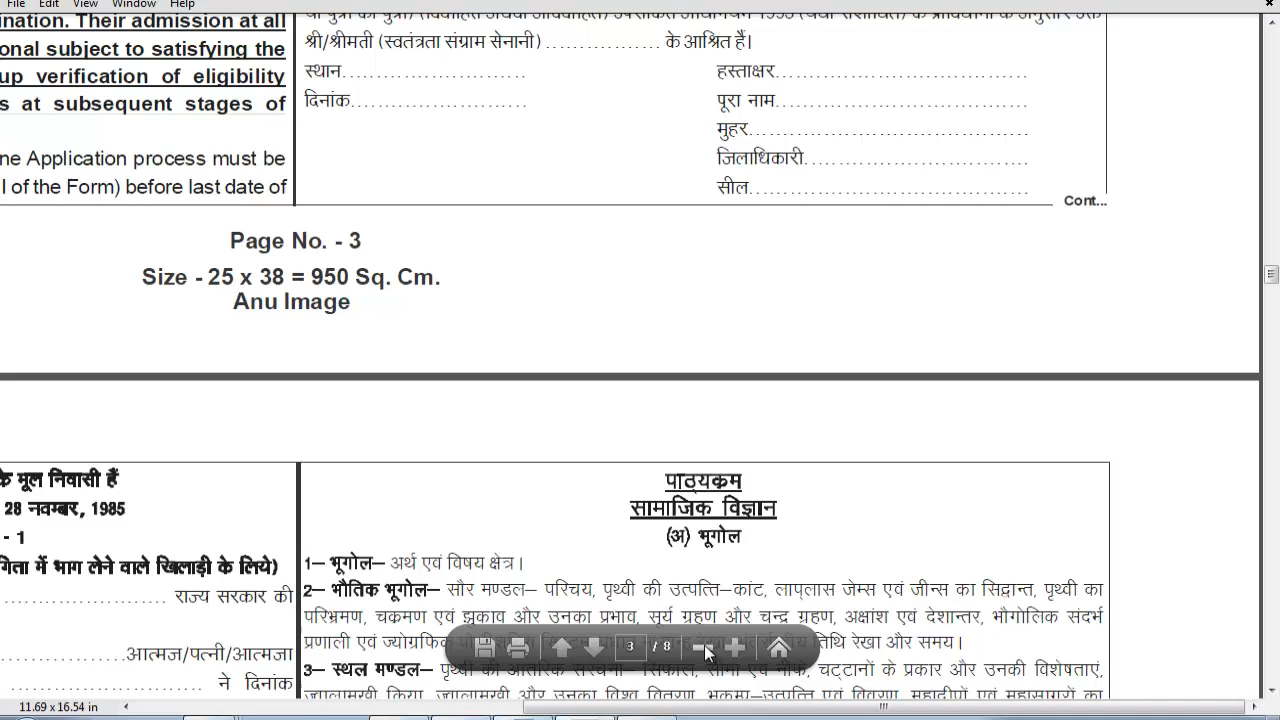 File Edit View Window Help
ination. Their admission at all
onal subject to satisfying the
up verification of eligibility
s at subsequent stages of
ne Application process must be
l of the Form) before last date of
श्री/श्रीमती (स्वतंत्रता संग्राम सेनानी) ................. के आश्रित हैं।
स्थान........................... हस्ताक्षर......................................
दिनांक.......................... पूरा नाम......................................
मुहर..........................................
जिलाधिकारी..................................
सील..........................................
Cont...
Page No. - 3
Size - 25 x 38 = 950 Sq. Cm.
Anu Image
के मूल निवासी हैं
28 नवम्बर, 1985
- 1
गिता में भाग लेने वाले खिलाड़ी के लिये)
........................ राज्य सरकार की
..................आत्मज/पत्नी/आत्मजा
............................. ने दिनांक
पाठ्यक्रम
सामाजिक विज्ञान
(अ) भूगोल
1– भूगोल– अर्थ एवं विषय क्षेत्र।
2– भौतिक भूगोल– सौर मण्डल– परिचय, पृथ्वी की उत्पत्ति–कांट, लाप्लास जेम्स एवं जीन्स का सिद्वान्त, पृथ्वी का
परिभ्रमण, चक्रमण एवं झुकाव और उनका प्रभाव, सूर्य ग्रहण और चन्द्र ग्रहण, अक्षांश एवं देशान्तर, भौगोलिक संदर्भ
प्रणाली एवं ज्योग्रफिक तिथि रेखा और समय।
3– स्थल मण्डल– पृथ्वी की आंतरिक संरचना– सिफाल, सीमा एवं नीफे, चट्टानों के प्रकार और उनकी विशेषताएं,
3 / 8
11.69 x 16.54 in